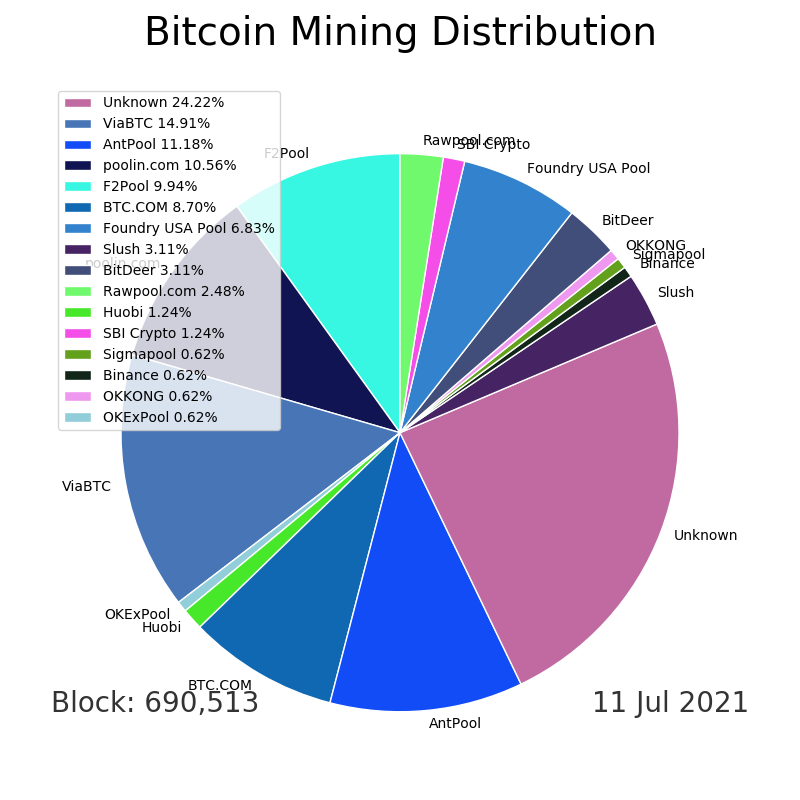 Bitcoin Mining Distribution
Unknown 24.22%
ViaBTC 14.91%
AntPool 11.18%
poolin.com 10.56%
F2Pool 9.94%
BTC.COM 8.70%
Foundry USA Pool 6.83%
Slush 3.11%
BitDeer 3.11%
Rawpool.com 2.48%
Huobi 1.24%
SBI Crypto 1.24%
Sigmapool 0.62%
Binance 0.62%
OKKONG 0.62%
OKExPool 0.62%
F2Pool
Rawpool.com
SBI Crypto
Foundry USA Pool
BitDeer
OKKONG
Sigmapool
Binance
Slush
poolin.com
ViaBTC
Unknown
OKExPool
Huobi
BTC.COM
AntPool
Block: 690,513
11 Jul 2021